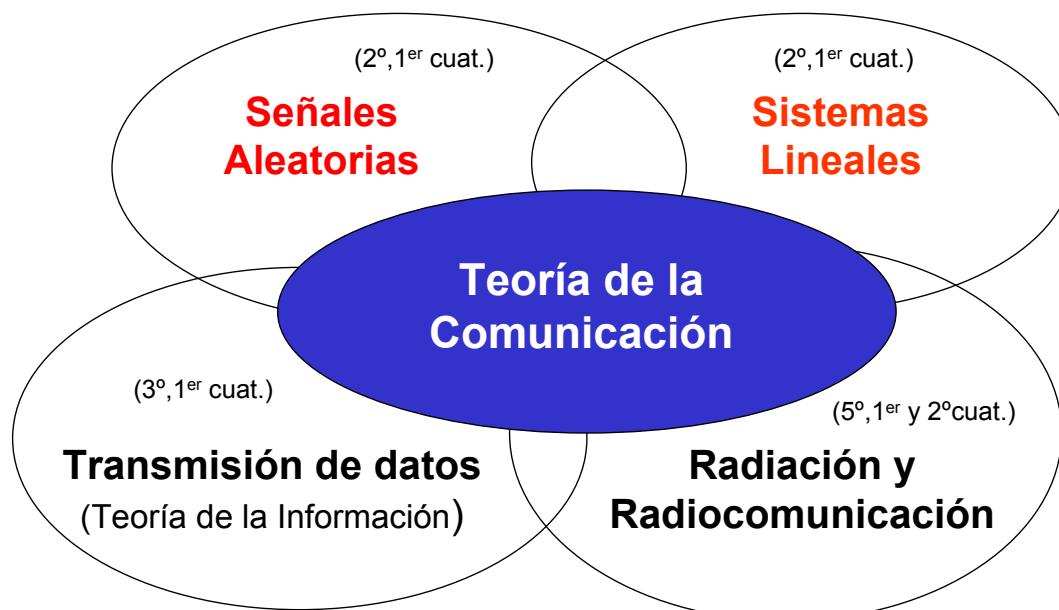 (2º,1er cuat.)
Señales
Aleatorias
(2º,1er cuat.)
Sistemas
Lineales
Teoría de la
Comunicación
(3º,1er cuat.)
Transmisión de datos
(Teoría de la Información)
(5º,1er y 2ºcuat.)
Radiación y
Radiocomunicación